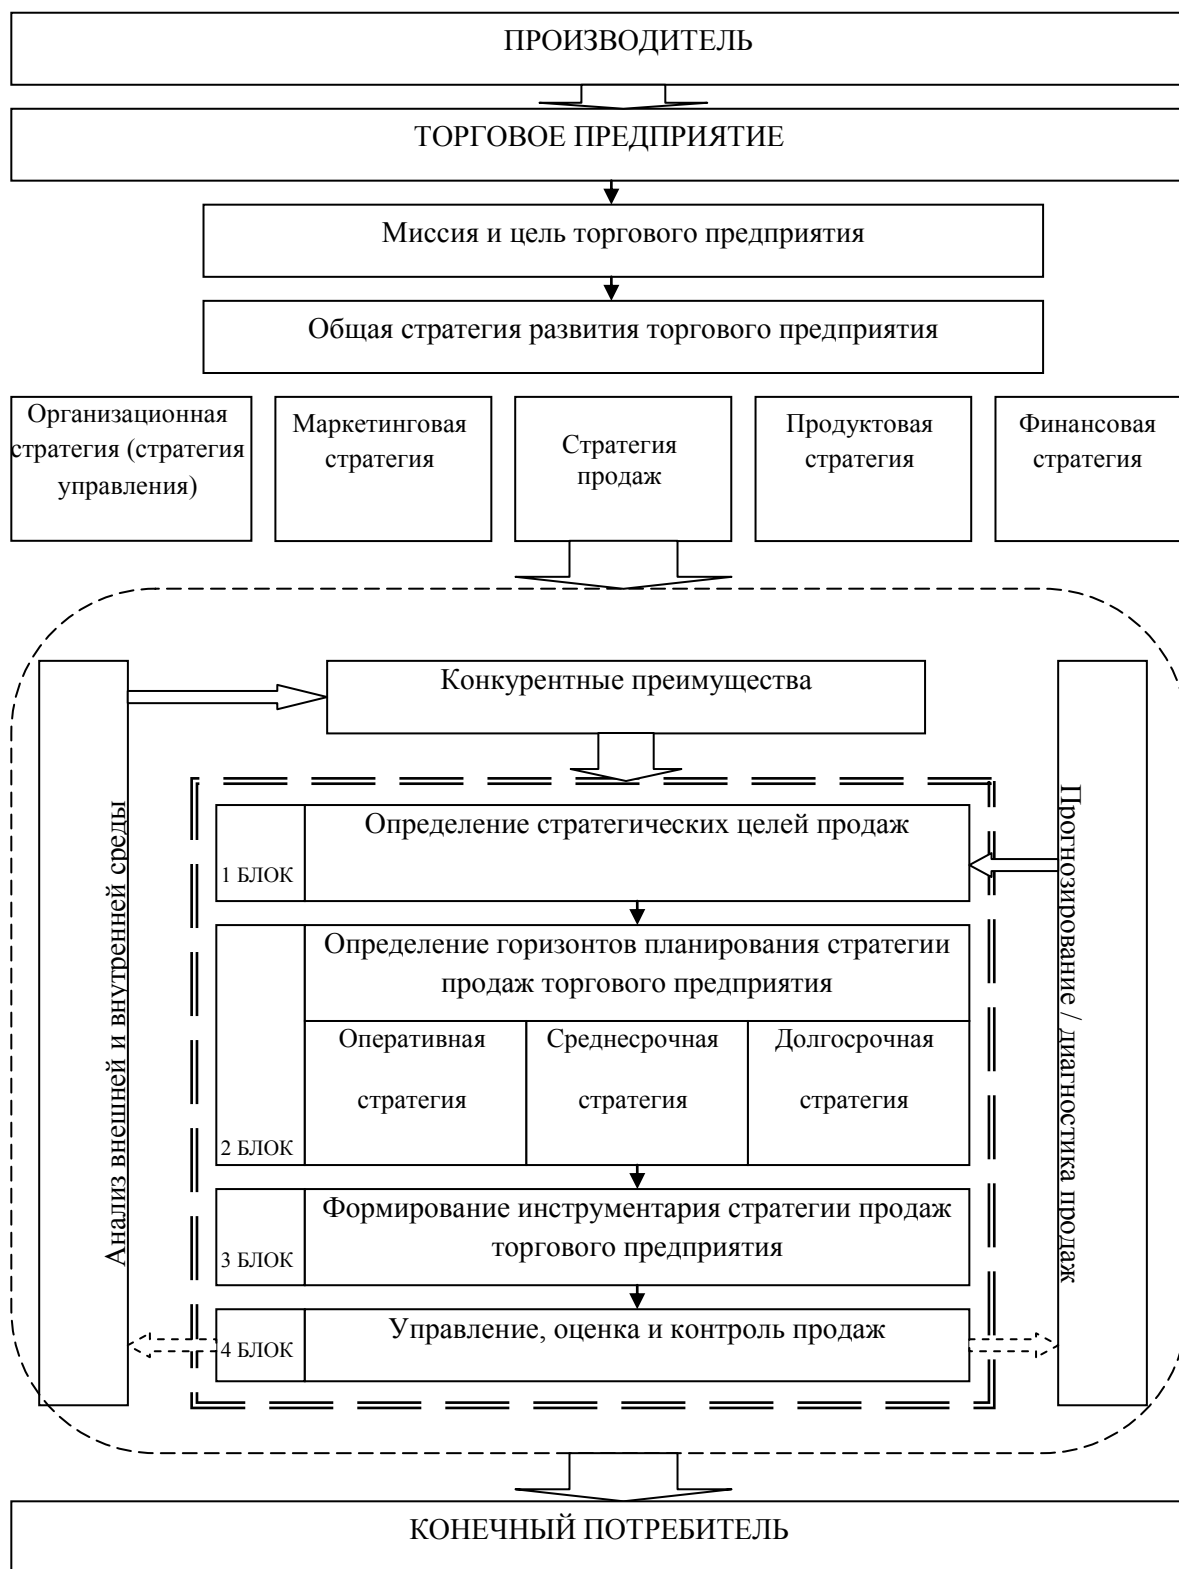 ПРОИЗВОДИТЕЛЬ
ТОРГОВОЕ ПРЕДПРИЯТИЕ
Миссия и цель торгового предприятия
Общая стратегия развития торгового предприятия
Организационная
стратегия (стратегия
управления)
Маркетинговая
стратегия
Стратегия
продаж
Продуктовая
стратегия
Финансовая
стратегия
Анализ внешней и внутренней среды
Конкурентные преимущества
Прогнозирование / диагностика продаж
1 БЛОК
Определение стратегических целей продаж
2 БЛОК
Определение горизонтов планирования стратегии
продаж торгового предприятия
Оперативная
стратегия
Среднесрочная
стратегия
Долгосрочная
стратегия
3 БЛОК
Формирование инструментария стратегии продаж
торгового предприятия
4 БЛОК
Управление, оценка и контроль продаж
КОНЕЧНЫЙ ПОТРЕБИТЕЛЬ